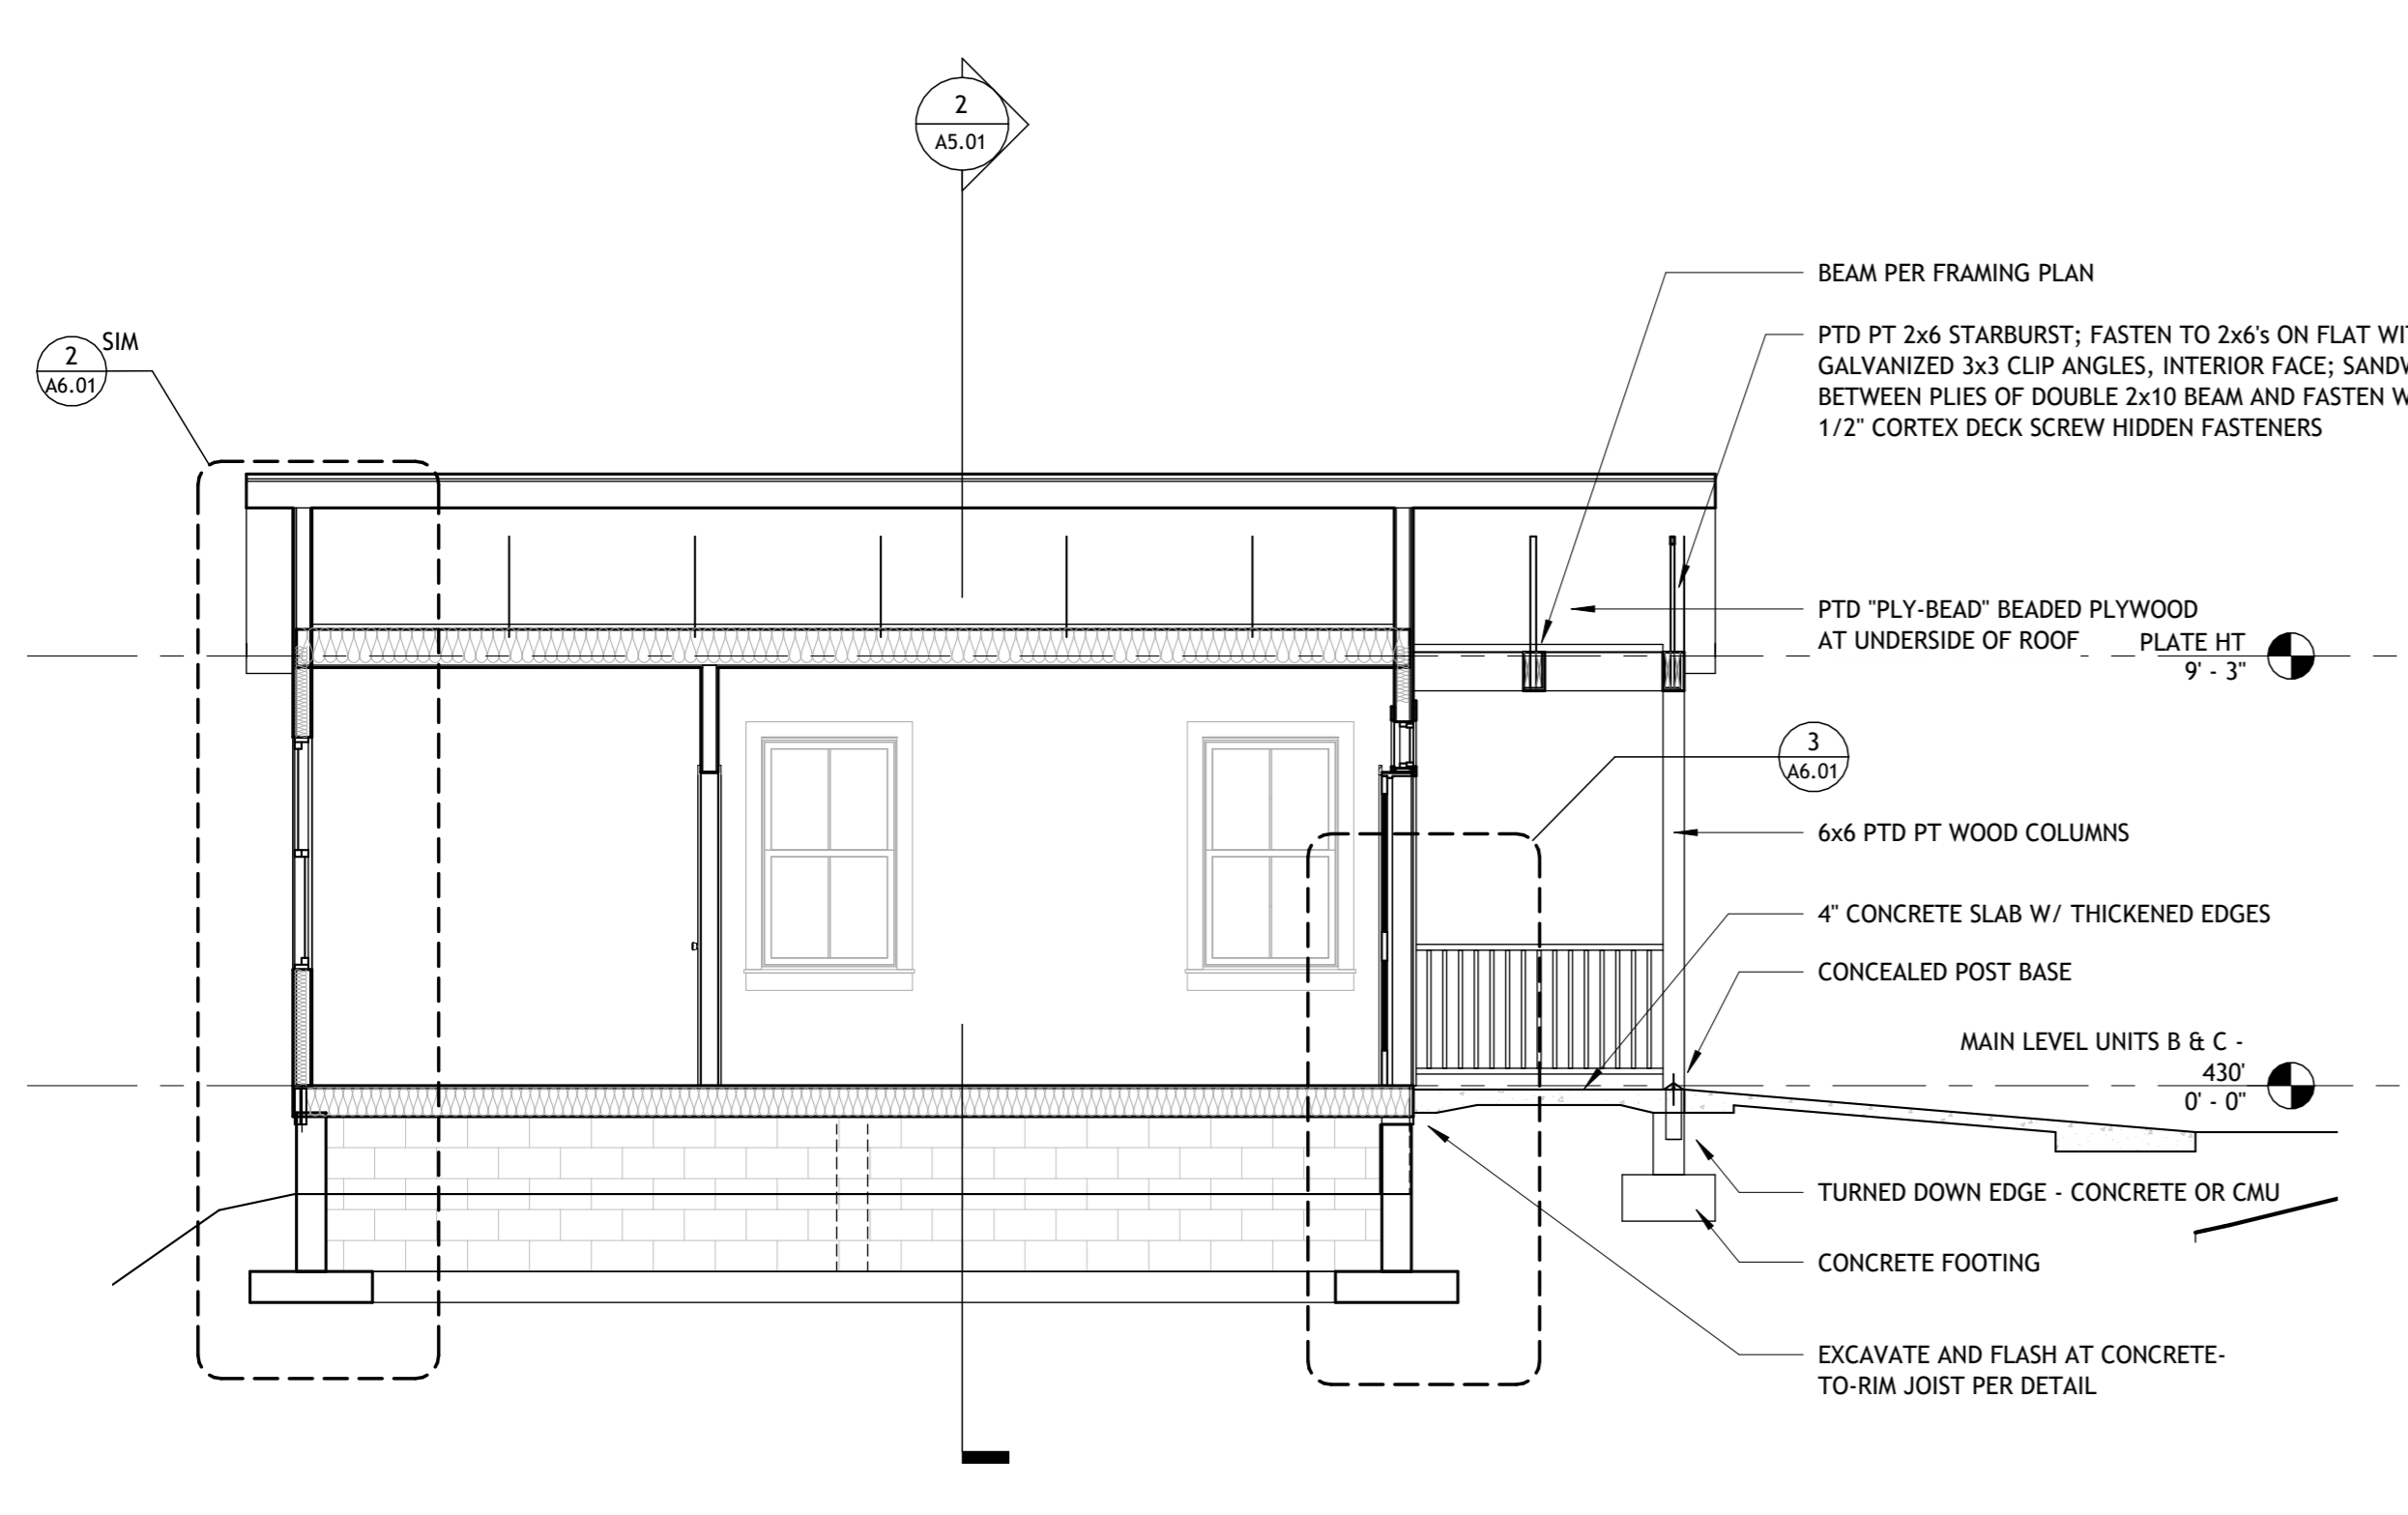 2
A5.01
2
A6.01
SIM
BEAM PER FRAMING PLAN
PTD PT 2x6 STARBURST; FASTEN TO 2x6's ON FLAT
GALVANIZED 3x3 CLIP ANGLES, INTERIOR FACE;
BETWEEN PLIES OF DOUBLE 2x10 BEAM AND FASTEN
1/2" CORTEX DECK SCREW HIDDEN FASTENERS
PTD "PLY-BEAD" BEADED PLYWOOD
AT UNDERSIDE OF ROOF
PLATE HT
9' - 3"
3
A6.01
6x6 PTD PT WOOD COLUMNS
4" CONCRETE SLAB W/ THICKENED EDGES
CONCEALED POST BASE
MAIN LEVEL UNITS B & C -
430'
0' - 0"
TURNED DOWN EDGE - CONCRETE OR CMU
CONCRETE FOOTING
EXCAVATE AND FLASH AT CONCRETE-
TO-RIM JOIST PER DETAIL